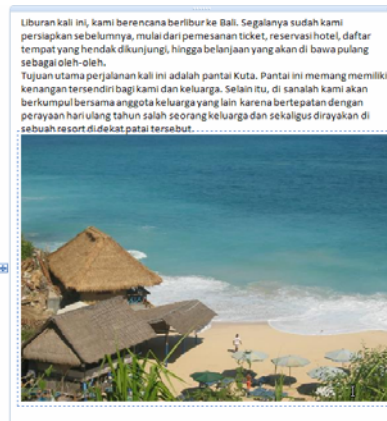 Liburan kali ini, kami berencana berlibur ke Bali. Segalanya sudah kami
persiapkan sebelumnya, mulai dari pemesanan ticket, reservasi hotel, daftar
tempat yang hendak dikunjungi, hingga belanjaan yang akan di bawa pulang
sebagai oleh-oleh.
Tujuan utama perjalanan kali ini adalah pantai Kuta. Pantai ini memang memiliki
kenangan tersendiri bagi kami dan keluarga. Selain itu, di sanalah kami akan
berkumpul bersama anggota keluarga yang lain karena bertepatan dengan
perayaan hari ulang tahun salah seorang keluarga dan sekaligus dirayakan di
sebuah resort di dekat patai tersebut.
1